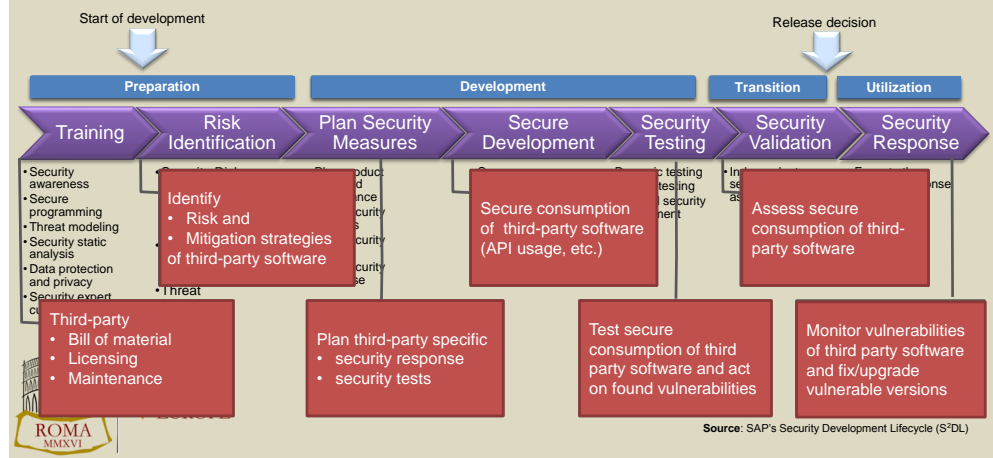 Start of development
Release decision
Preparation
Development
Transition
Utilization
Training
Risk
Identification
Plan Security
Measures
Secure
Development
Security
Testing
Security
Validation
Security
Response
• Security
awareness
• Secure
programming
• Threat modeling
• Security static
analysis
• Data protection
and privacy
• Security expert
• Threat
Identify
• Risk and
• Mitigation strategies
of third-party software
Secure consumption
of third-party software
(API usage, etc.)
Assess secure
consumption of third-
party software
Third-party
• Bill of material
• Licensing
• Maintenance
Plan third-party specific
• security response
• security tests
Test secure
consumption of third
party software and act
on found vulnerabilities
Monitor vulnerabilities
of third party software
and fix/upgrade
vulnerable versions
ROMA
MMXVI
Source: SAP's Security Development Lifecycle (S²DL)